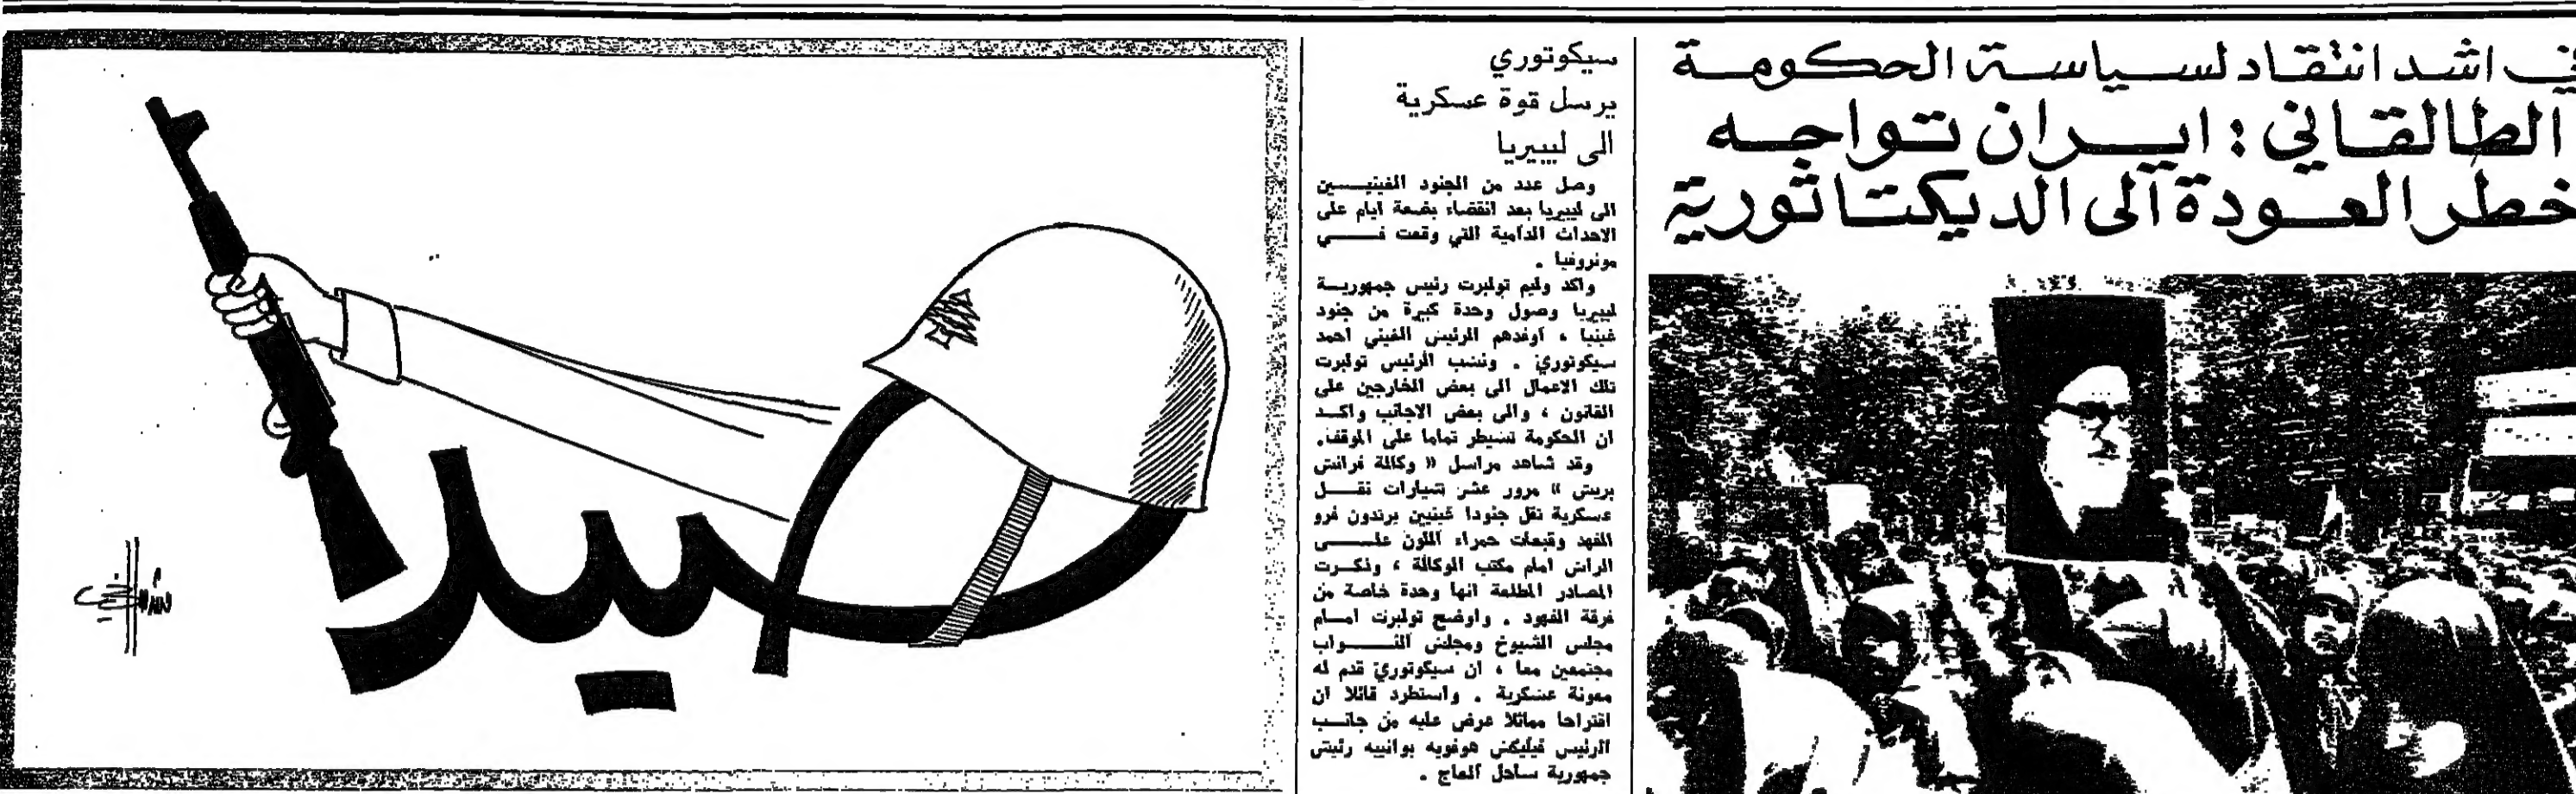 في اشد انتقاد لسياسة الحكومة
الطالقاني : ايران تواجه
خطر العودة الى الديكتاتورية
سيكوتوري
يرسل قوة عسكرية
الى ليبيريا
وصل عدد من الجنود الغينيين
الى ليبيريا بعد انقضاء بضعة ايام على
الاحداث الدامية التي وقعت في
مونروفيا .
واكد وليم تولبرت رئيس جمهورية
ليبيريا وصول وحدة كبيرة من جنود
غينيا ، اوفدهم الرئيس الغيني احمد
سيكوتوري . ونسب الرئيس تولبرت
تلك الاعمال الى بعض الخارجين على
القانون ، والى بعض الاجانب واكد
ان الحكومة تسيطر تماما على الموقف.
وقد شاهد مراسل « وكالة فرانس
بريس » مرور عشر سيارات نقل
عسكرية تقل جنودا غينيين يرتدون فرو
الفهد وقبعات حمراء اللون على
الراس امام مكتب الوكالة ، وذكرت
المصادر المطلعة انها وحدة خاصة من
فرقة الفهود . واوضح تولبرت امام
مجلس الشيوخ ومجلس النواب
مجتمعين معا ، ان سيكوتوري قدم له
معونة عسكرية . واستطرد قائلا ان
اقتراحا مماثلا عرض عليه من جانب
الرئيس فيليكس هوفويه بوانييه رئيس
جمهورية ساحل العاج .